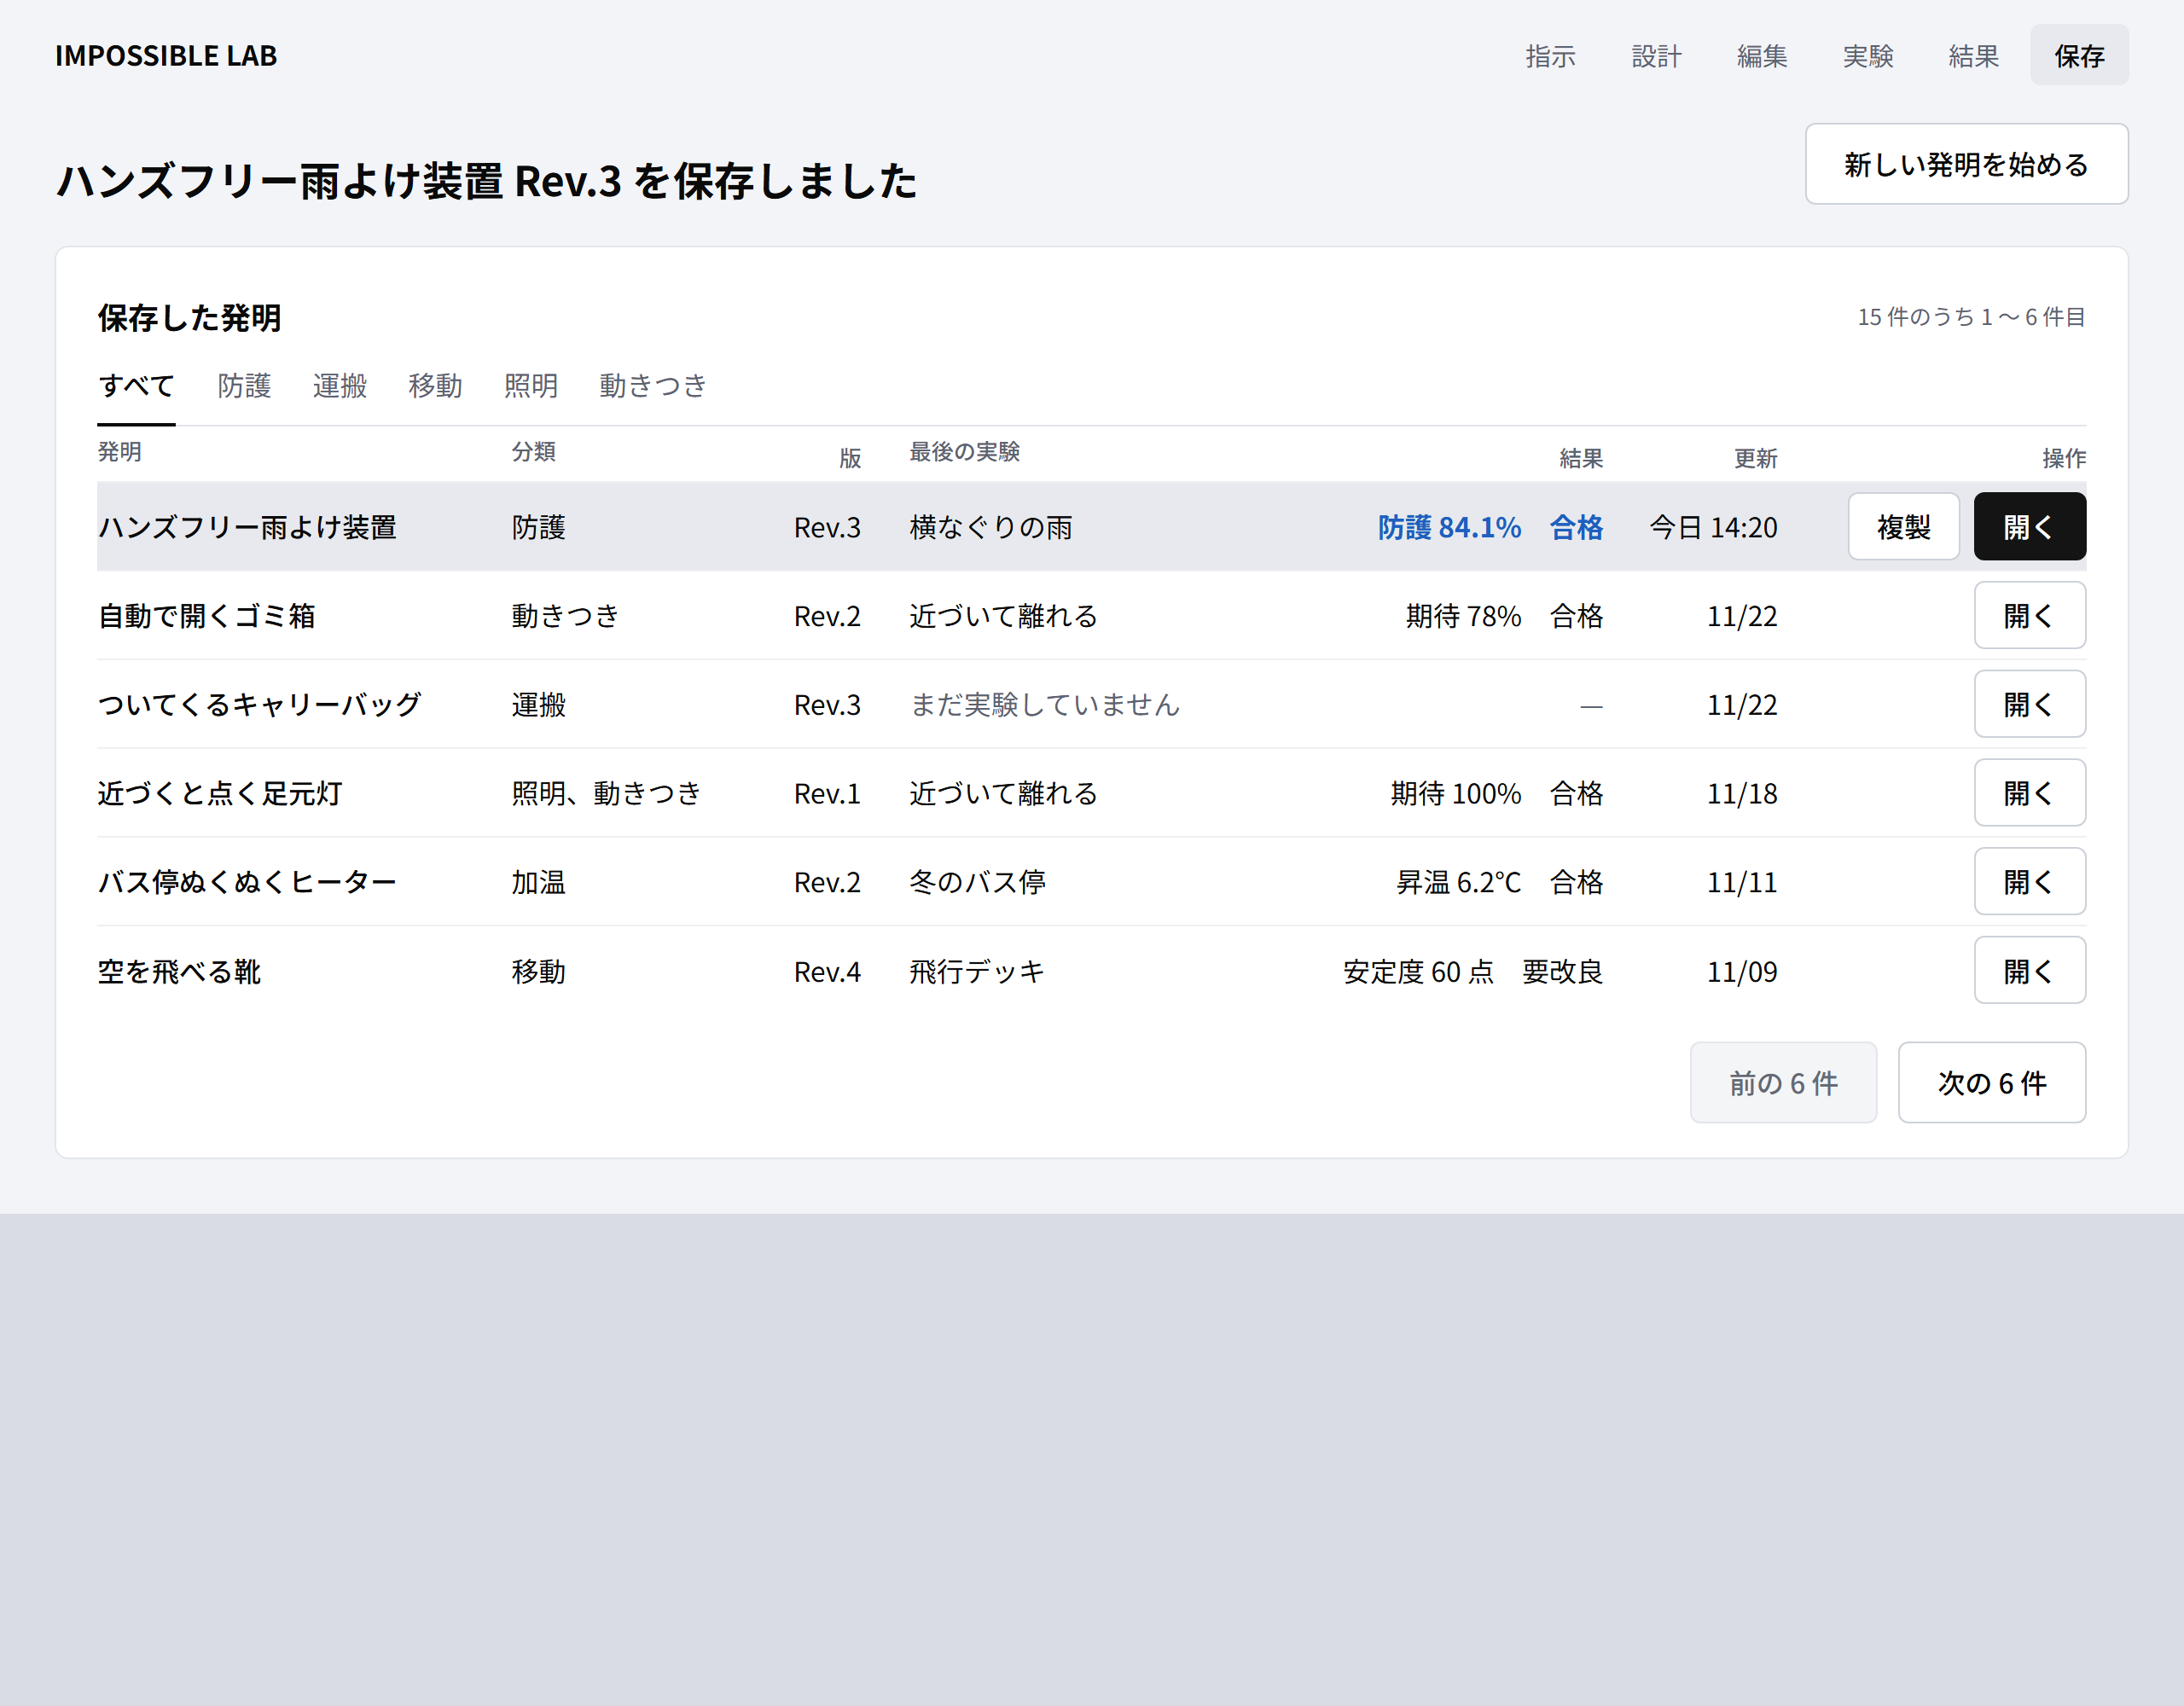 IMPOSSIBLE LAB 指示 設計 編集 実験 結果 保存
ハンズフリー雨よけ装置 Rev.3 を保存しました 新しい発明を始める
保存した発明 15 件のうち 1 〜 6 件目
すべて 防護 運搬 移動 照明 動きつき
発明 分類 版 最後の実験 結果 更新 操作
ハンズフリー雨よけ装置 防護 Rev.3 横なぐりの雨 防護 84.1% 合格 今日 14:20 複製 開く
自動で開くゴミ箱 動きつき Rev.2 近づいて離れる 期待 78% 合格 11/22 開く
ついてくるキャリーバッグ 運搬 Rev.3 まだ実験していません — 11/22 開く
近づくと点く足元灯 照明、動きつき Rev.1 近づいて離れる 期待 100% 合格 11/18 開く
バス停ぬくぬくヒーター 加温 Rev.2 冬のバス停 昇温 6.2℃ 合格 11/11 開く
空を飛べる靴 移動 Rev.4 飛行デッキ 安定度 60 点 要改良 11/09 開く
前の 6 件 次の 6 件